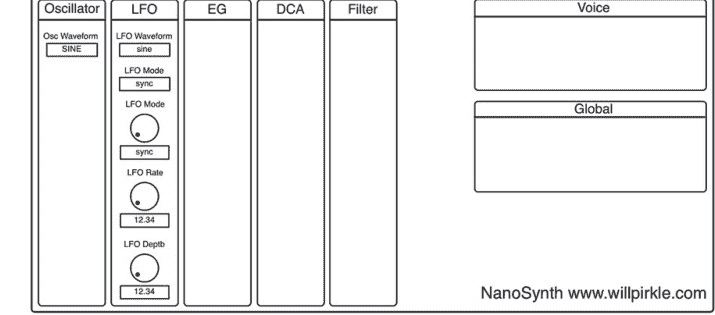 Oscillator
Osc Waveform
SINE
LFO
LFO Waveform
sine
LFO Mode
sync
LFO Mode
sync
LFO Rate
12.34
LFO Deptb
12.34
EG
DCA
Filter
Voice
Global
NanoSynth www.willpirkle.com